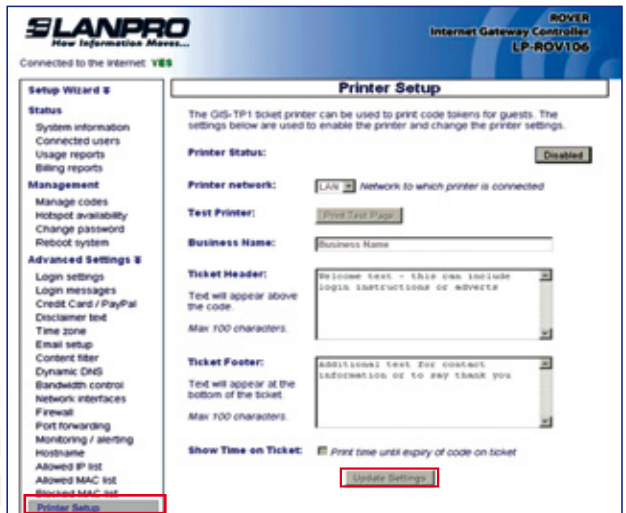 LANPRO
How Information Moves...
ROVER
Internet Gateway Controller
LP-ROV106
Connected to the internet YES
Setup Wizard
Status
System information
Connected users
Usage reports
Billing reports
Management
Manage codes
Hotspot availability
Change password
Reboot system
Advanced Settings
Login settings
Login messages
Credit Card / PayPal
Disclaimer text
Time zone
Email setup
Content filter
Dynamic DNS
Bandwidth control
Network interfaces
Firewall
Port forwarding
Monitoring / alerting
Hostname
Allowed IP list
Allowed MAC list
Blocked MAC list
Printer Setup
Printer Setup
The GIS-TP1 ticket printer can be used to print code tokens for guests. The
settings below are used to enable the printer and change the printer settings.
Printer Status: Disabled
Printer network: LAN Network to which printer is connected
Test Printer: Print Test Page
Business Name: Business Name
Ticket Header:
Text will appear above
the code.
Max 100 characters.
Welcome text - this can include
login instructions or adverts
Ticket Footer:
Text will appear at the
bottom of the ticket
Max 100 characters.
Additional text for contact
information or to say thank you
Show Time on Ticket: Print time until expiry of code on ticket
Update Settings